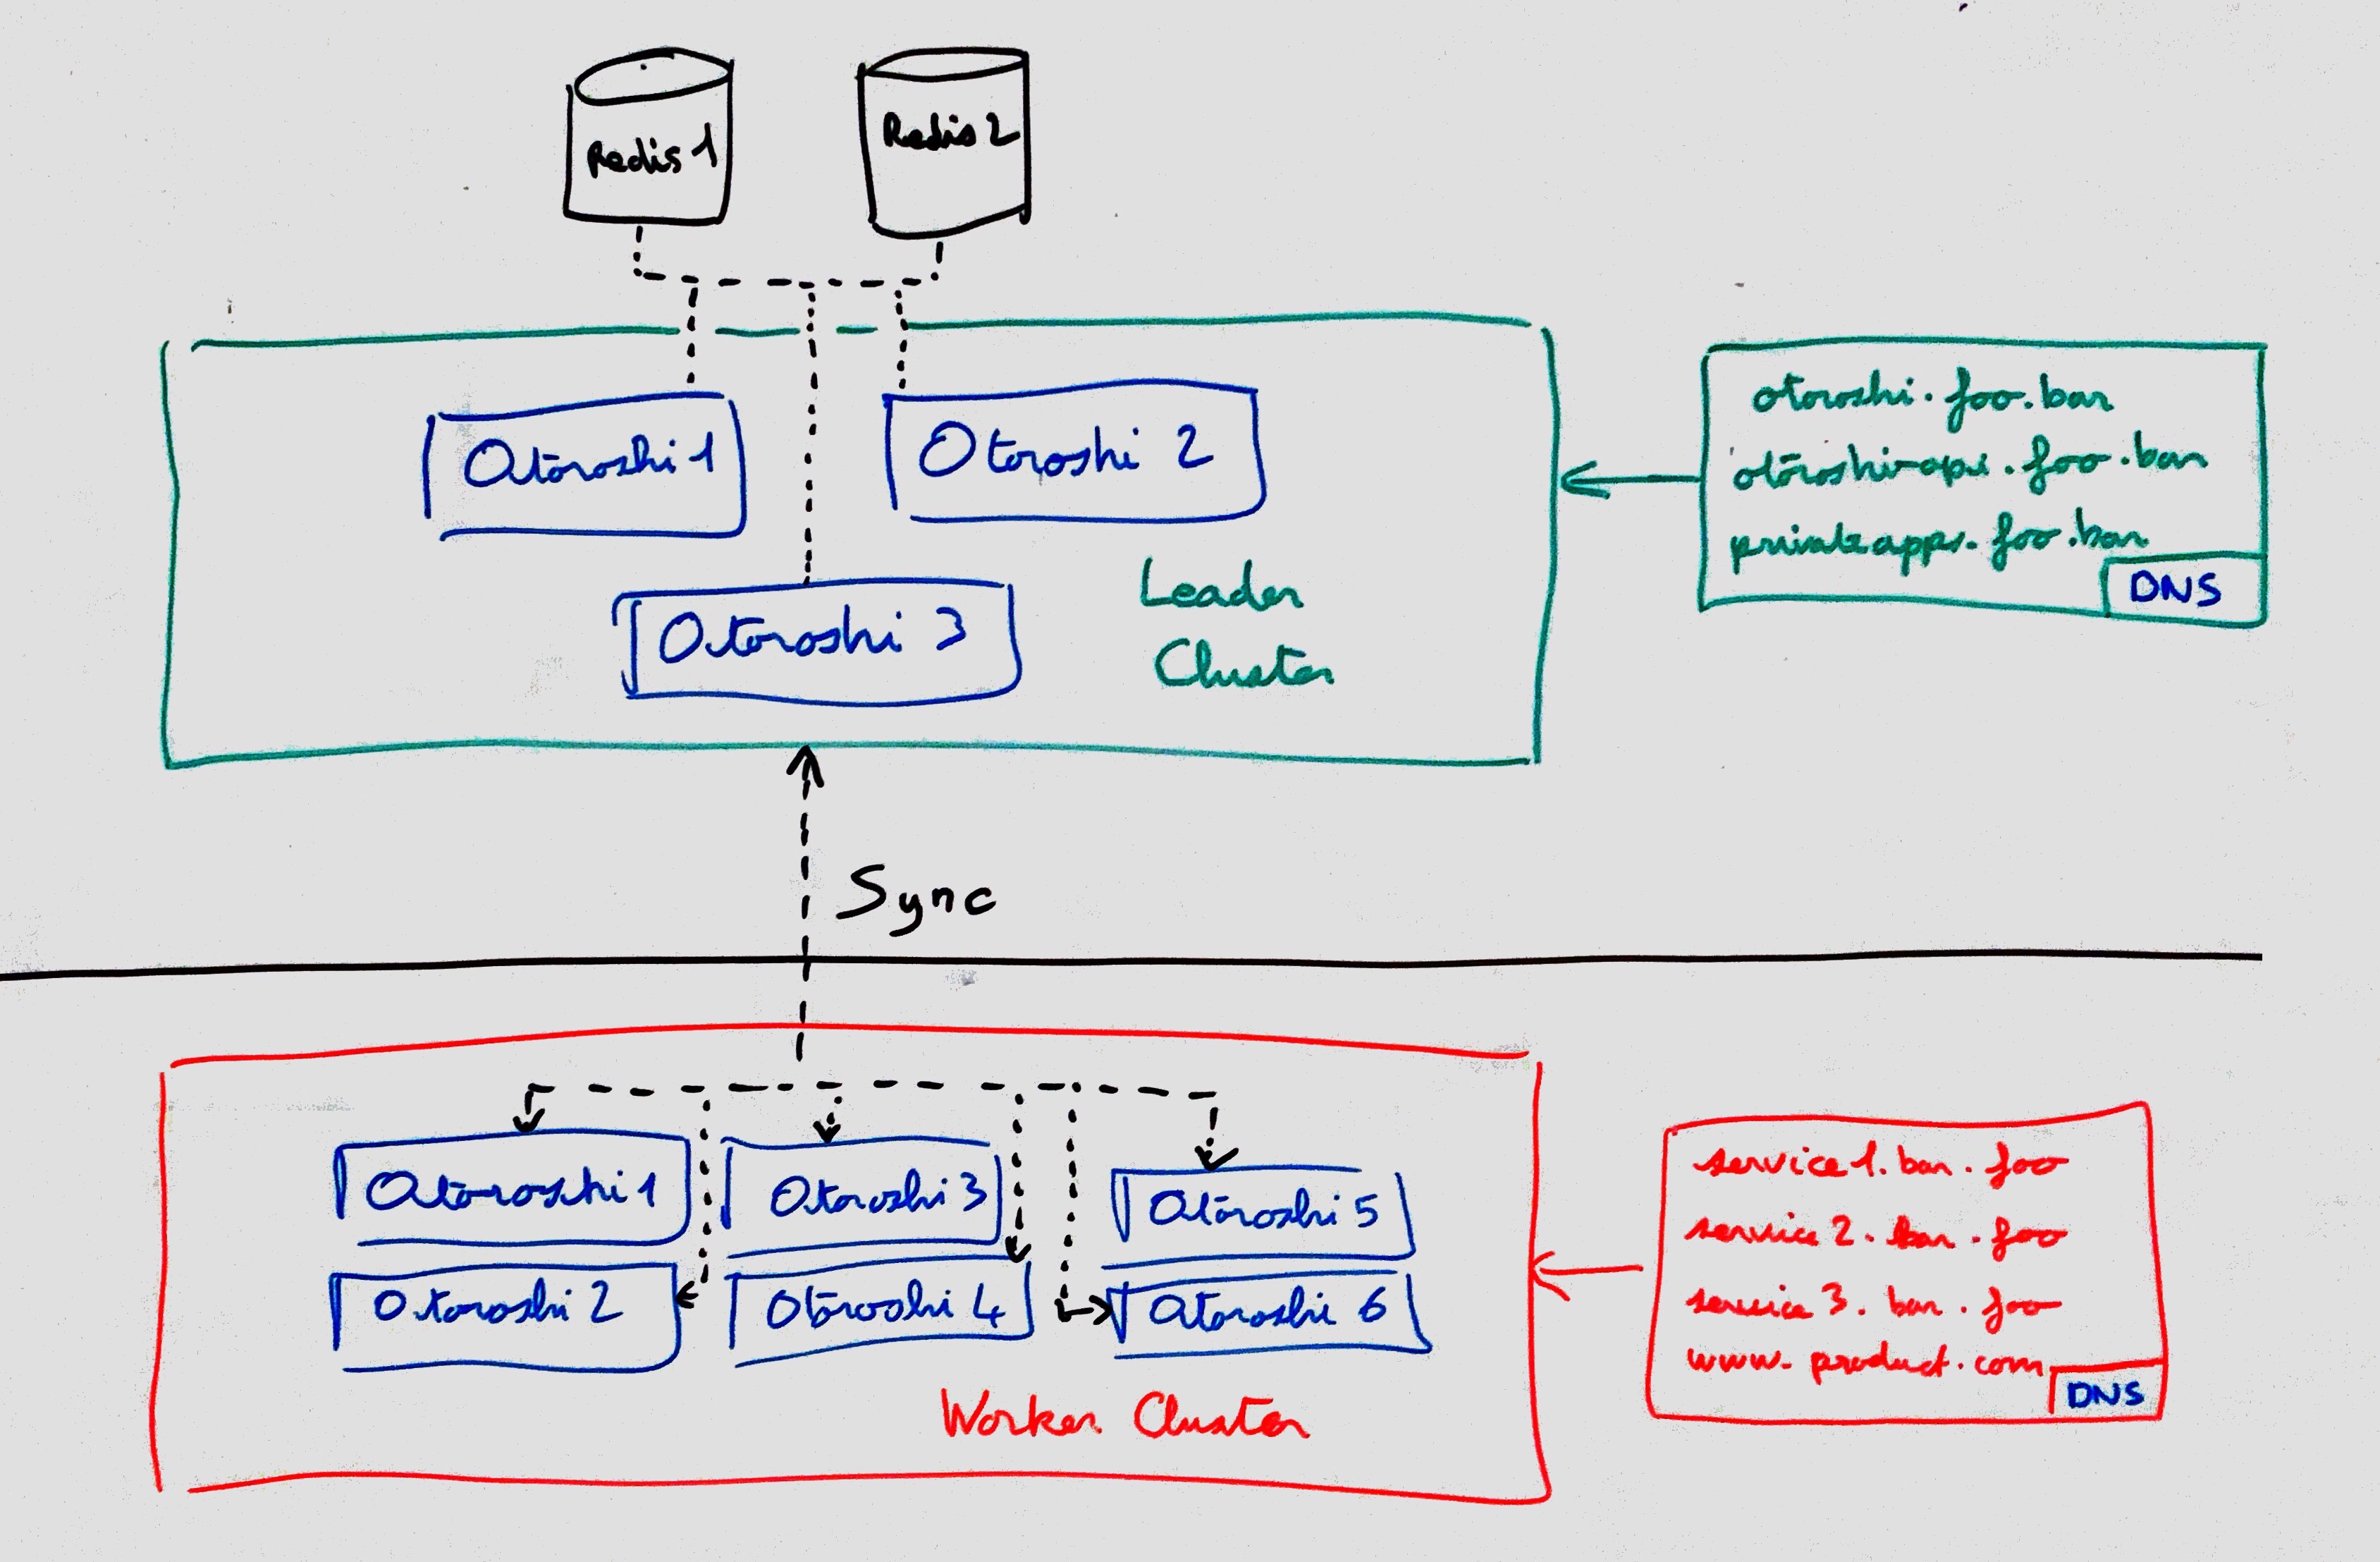 Redis 1
Redis 2
Otoroshi 1
Otoroshi 2
Otoroshi 3
Leader
Cluster
otoroshi.foo.bar
otoroshi-api.foo.bar
privateapps.foo.bar
DNS
Sync
Otoroshi 1
Otoroshi 3
Otoroshi 5
Otoroshi 2
Otoroshi 4
Otoroshi 6
Worker Cluster
service1.bar.foo
service2.bar.foo
service3.bar.foo
www.product.com
DNS